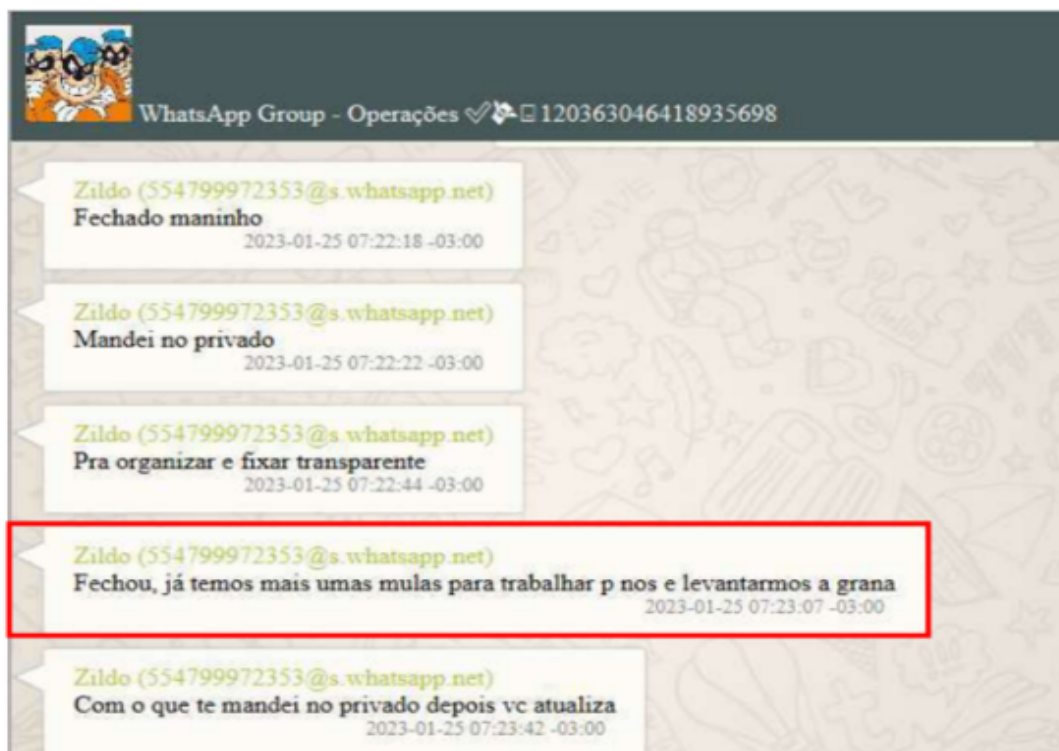 WhatsApp Group - Operações 120363046418935698
Zildo (554799972353@s.whatsapp.net)
Fechado maninho
2023-01-25 07:22:18 -03:00
Zildo (554799972353@s.whatsapp.net)
Mandei no privado
2023-01-25 07:22:22 -03:00
Zildo (554799972353@s.whatsapp.net)
Pra organizar e fixar transparente
2023-01-25 07:22:44 -03:00
Zildo (554799972353@s.whatsapp.net)
Fechou, já temos mais umas mulas para trabalhar p nos e levantarmos a grana
2023-01-25 07:23:07 -03:00
Zildo (554799972353@s.whatsapp.net)
Com o que te mandei no privado depois vc atualiza
2023-01-25 07:23:42 -03:00